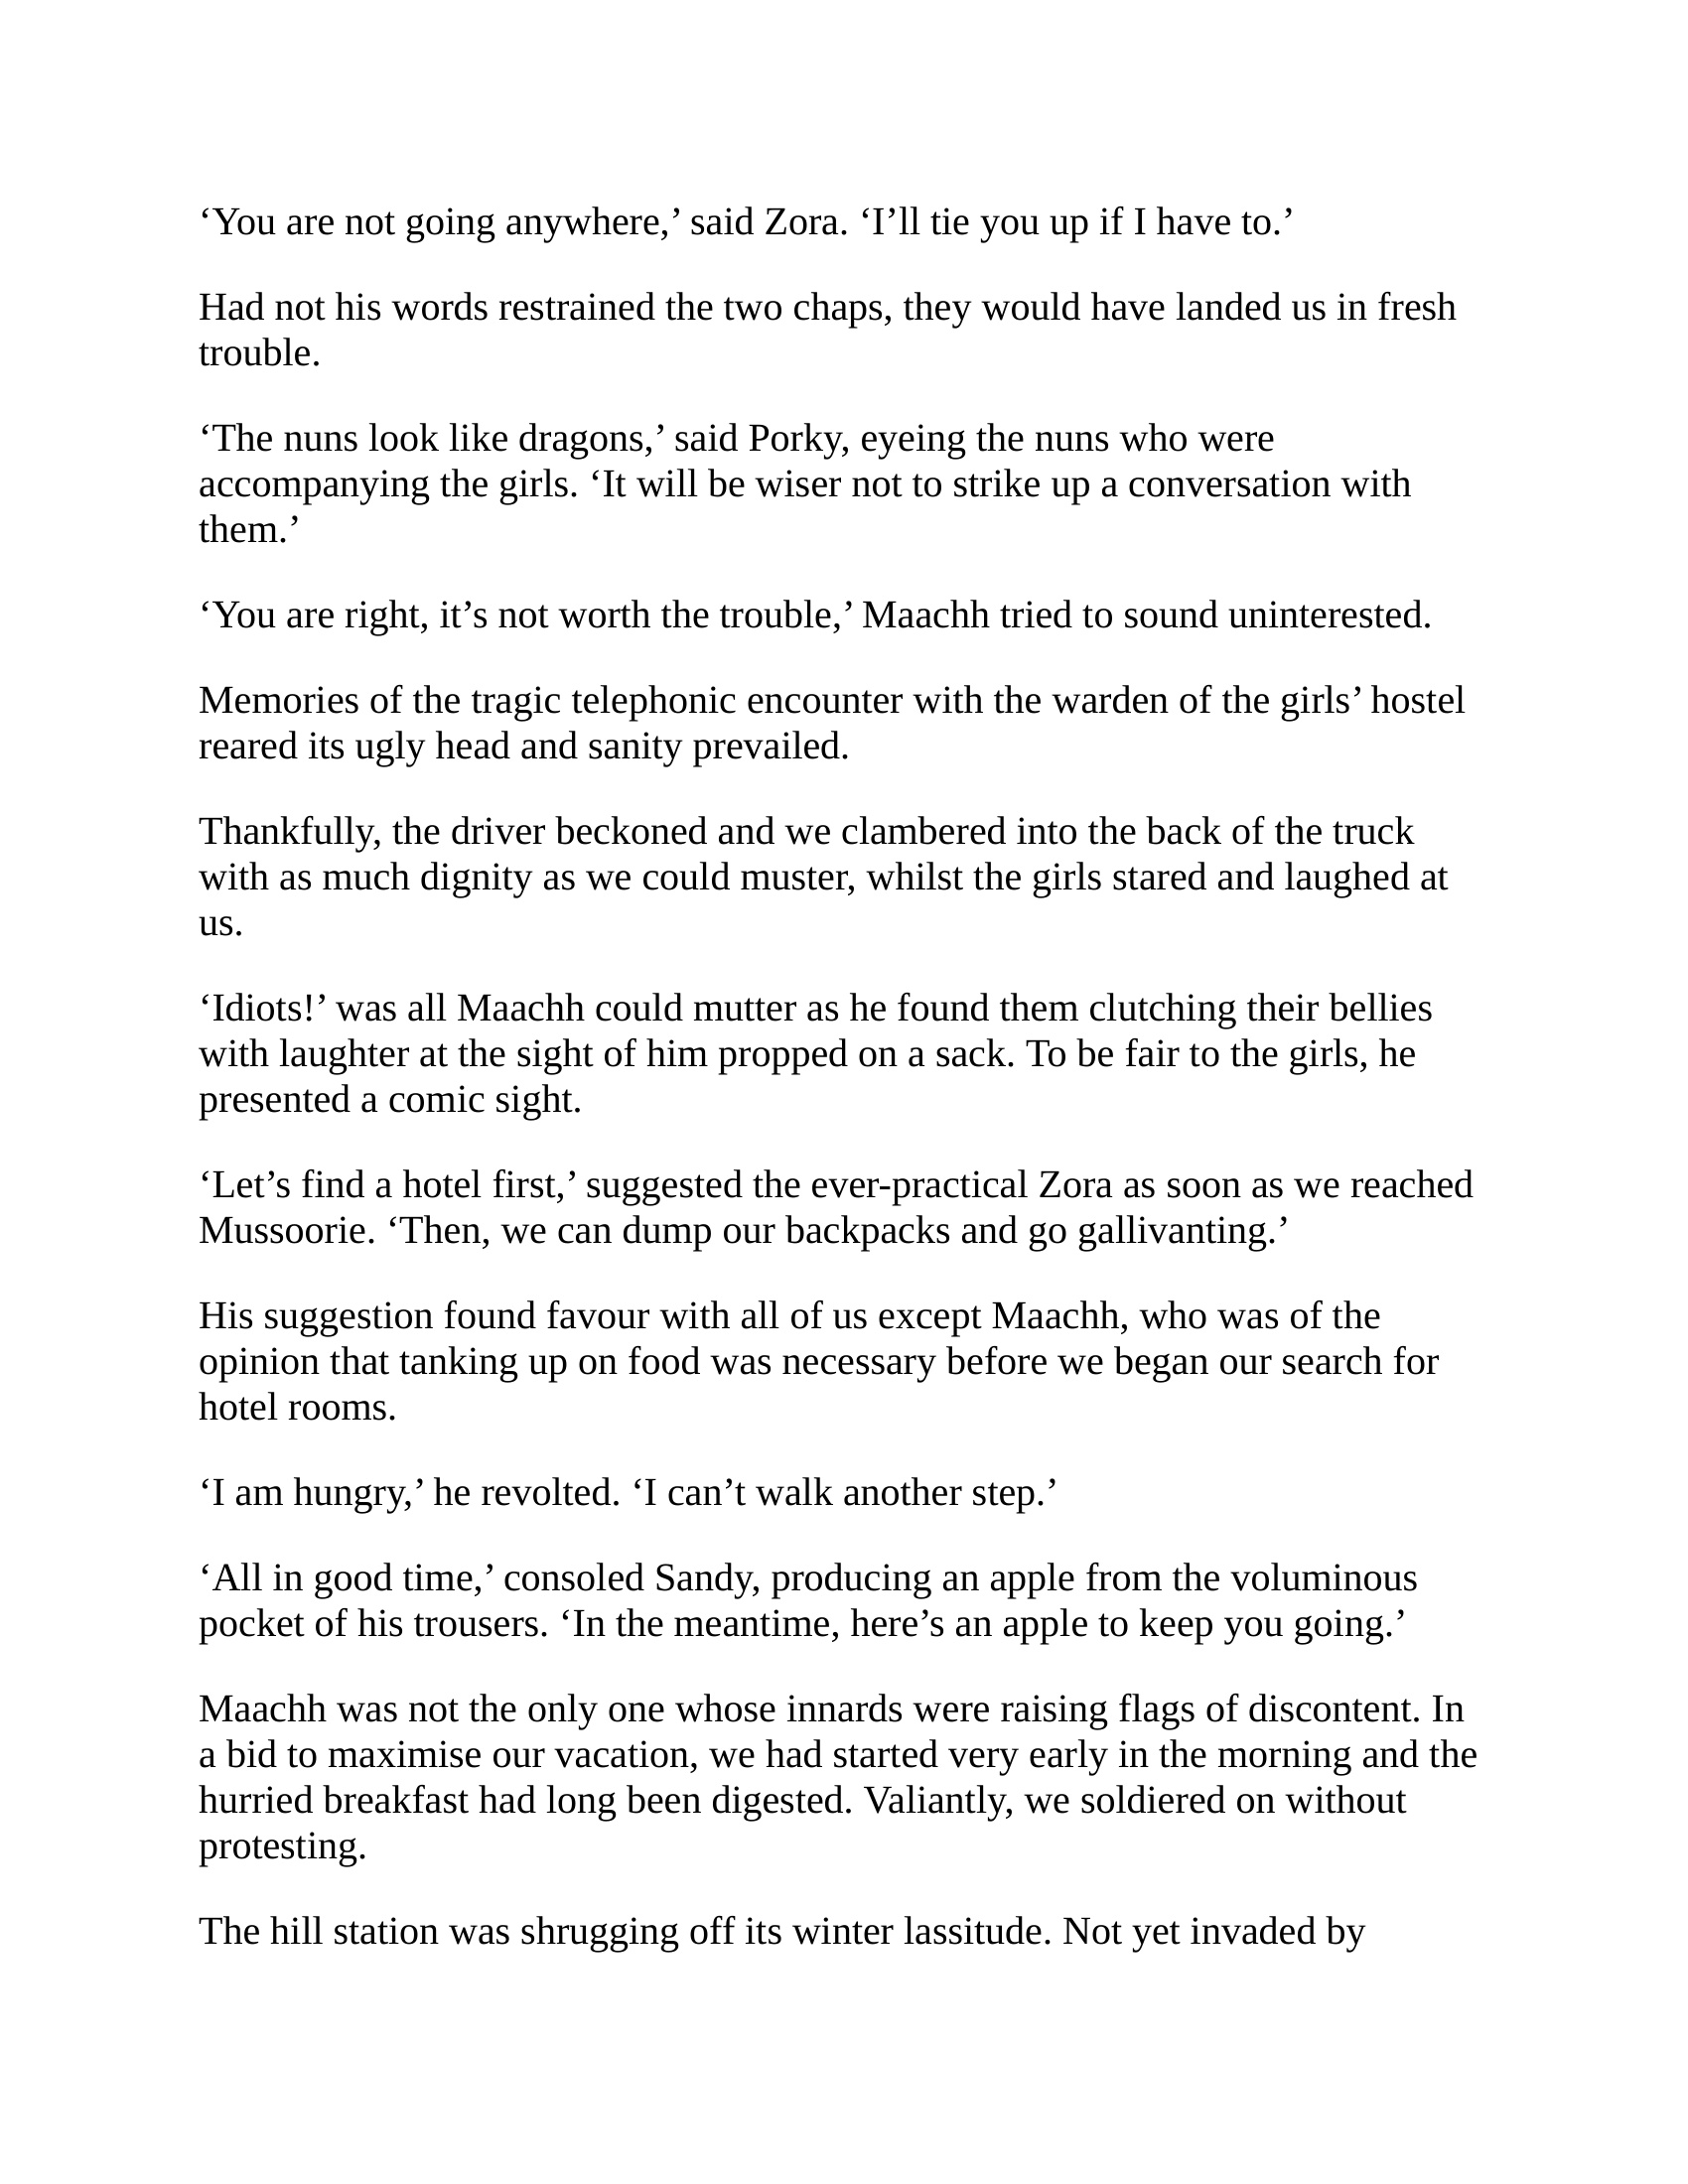 ‘You are not going anywhere,’ said Zora. ‘I’ll tie you up if I have to.’
Had not his words restrained the two chaps, they would have landed us in fresh
trouble.
‘The nuns look like dragons,’ said Porky, eyeing the nuns who were
accompanying the girls. ‘It will be wiser not to strike up a conversation with
them.’
‘You are right, it’s not worth the trouble,’ Maachh tried to sound uninterested.
Memories of the tragic telephonic encounter with the warden of the girls’ hostel
reared its ugly head and sanity prevailed.
Thankfully, the driver beckoned and we clambered into the back of the truck
with as much dignity as we could muster, whilst the girls stared and laughed at
us.
‘Idiots!’ was all Maachh could mutter as he found them clutching their bellies
with laughter at the sight of him propped on a sack. To be fair to the girls, he
presented a comic sight.
‘Let’s find a hotel first,’ suggested the ever-practical Zora as soon as we reached
Mussoorie. ‘Then, we can dump our backpacks and go gallivanting.’
His suggestion found favour with all of us except Maachh, who was of the
opinion that tanking up on food was necessary before we began our search for
hotel rooms.
‘I am hungry,’ he revolted. ‘I can’t walk another step.’
‘All in good time,’ consoled Sandy, producing an apple from the voluminous
pocket of his trousers. ‘In the meantime, here’s an apple to keep you going.’
Maachh was not the only one whose innards were raising flags of discontent. In
a bid to maximise our vacation, we had started very early in the morning and the
hurried breakfast had long been digested. Valiantly, we soldiered on without
protesting.
The hill station was shrugging off its winter lassitude. Not yet invaded by